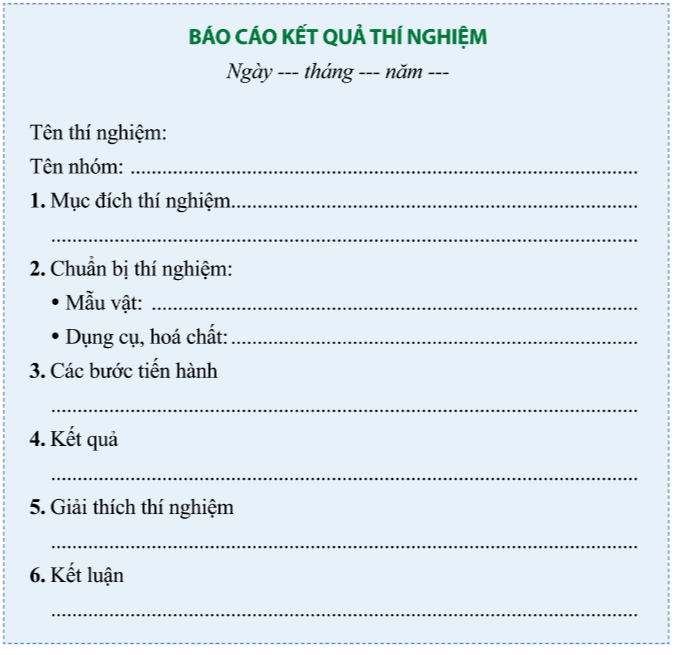 BÁO CÁO KẾT QUẢ THÍ NGHIỆM
Ngày --- tháng --- năm ---
Tên thí nghiệm:
Tên nhóm: ....................................................................................................
1. Mục đích thí nghiệm....................................................................................
....................................................................................................................
2. Chuẩn bị thí nghiệm:
• Mẫu vật: ................................................................................................
• Dụng cụ, hoá chất:................................................................................
3. Các bước tiến hành
....................................................................................................................
4. Kết quả
....................................................................................................................
5. Giải thích thí nghiệm
....................................................................................................................
6. Kết luận
....................................................................................................................